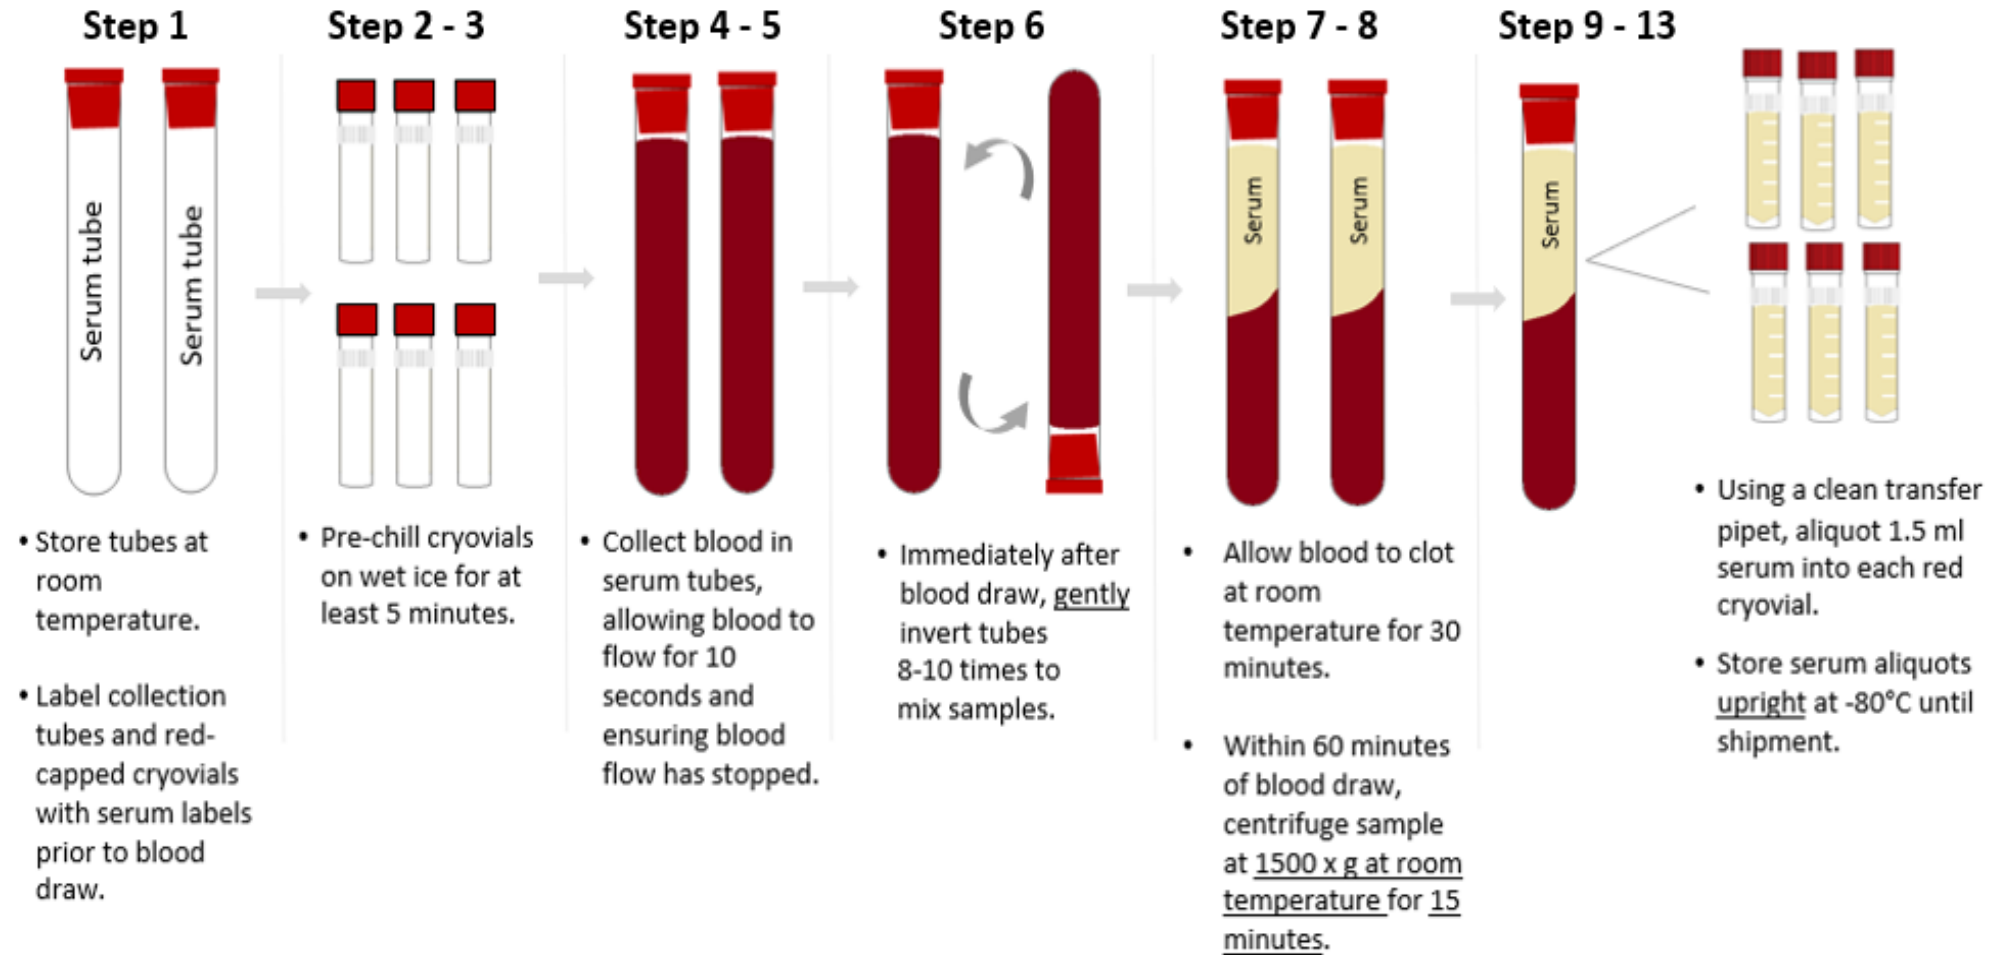 Step 1
Serum tube
Serum tube
• Store tubes at
room
temperature.
• Label collection
tubes and red-
capped cryovials
with serum labels
prior to blood
draw.
Step 2 - 3
• Pre-chill cryovials
on wet ice for at
least 5 minutes.
Step 4 - 5
• Collect blood in
serum tubes,
allowing blood to
flow for 10
seconds and
ensuring blood
flow has stopped.
Step 6
• Immediately after
blood draw, gently
invert tubes
8-10 times to
mix samples.
Step 7 - 8
Serum
Serum
• Allow blood to clot
at room
temperature for 30
minutes.
• Within 60 minutes
of blood draw,
centrifuge sample
at 1500 x g at room
temperature for 15
minutes.
Step 9 - 13
Serum
• Using a clean transfer
pipet, aliquot 1.5 ml
serum into each red
cryovial.
• Store serum aliquots
upright at -80°C until
shipment.